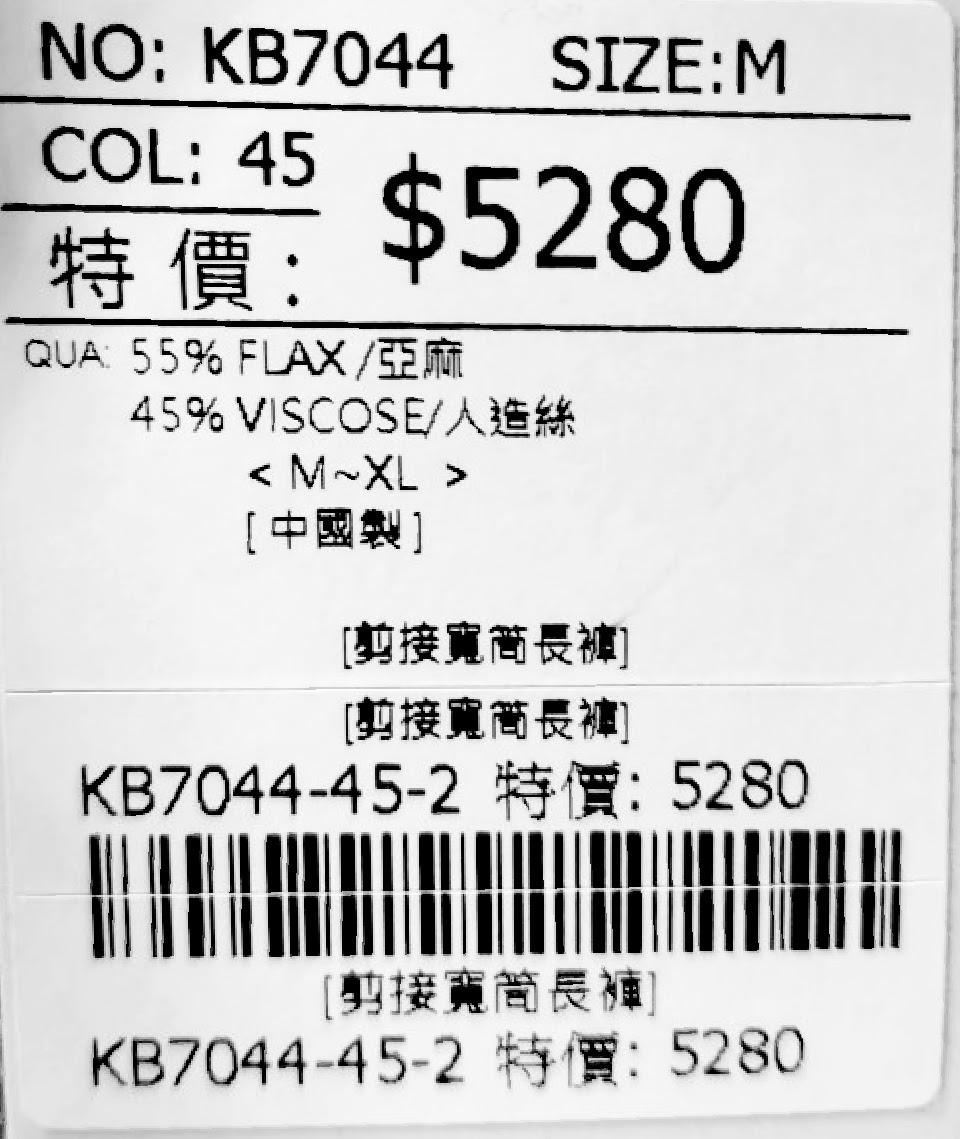 NO: KB7044 SIZE:M
COL: 45
$5280
特價:
QUA: 55% FLAX/亞麻
45% VISCOSE/人造絲
< M~XL >
[中國製]
[剪接寬筒長褲]
[剪接寬筒長褲]
KB7044-45-2 特價: 5280
[剪接寬筒長褲]
KB7044-45-2 特價: 5280